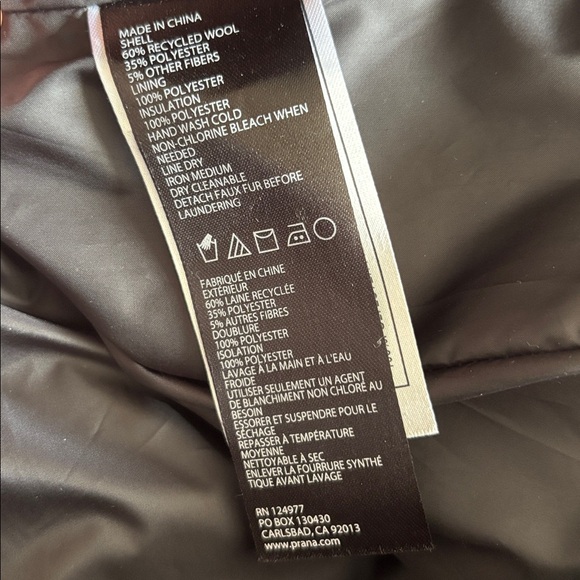 MADE IN CHINA
SHELL
60% RECYCLED WOOL
35% POLYESTER
5% OTHER FIBERS
LINING
100% POLYESTER
INSULATION
100% POLYESTER
HAND WASH COLD
NON-CHLORINE BLEACH WHEN
NEEDED
LINE DRY
IRON MEDIUM
DRY CLEANABLE
DETACH FAUX FUR BEFORE
LAUNDERING
FABRIQUÉ EN CHINE
EXTÉRIEUR
60% LAINE RECYCLÉE
35% POLYESTER
5% AUTRES FIBRES
DOUBLURE
100% POLYESTER
ISOLATION
100% POLYESTER
LAVAGE À LA MAIN ET À L'EAU
FROIDE
UTILISER SEULEMENT UN AGENT
DE BLANCHIMENT NON CHLORÉ AU
BESOIN
ESSORER ET SUSPENDRE POUR LE
SÉCHAGE
REPASSER À TEMPÉRATURE
MOYENNE
NETTOYABLE À SEC
ENLEVER LA FOURRURE SYNTHÉ
TIQUE AVANT LAVAGE
RN 124977
PO BOX 130430
CARLSBAD, CA 92013
www.prana.com